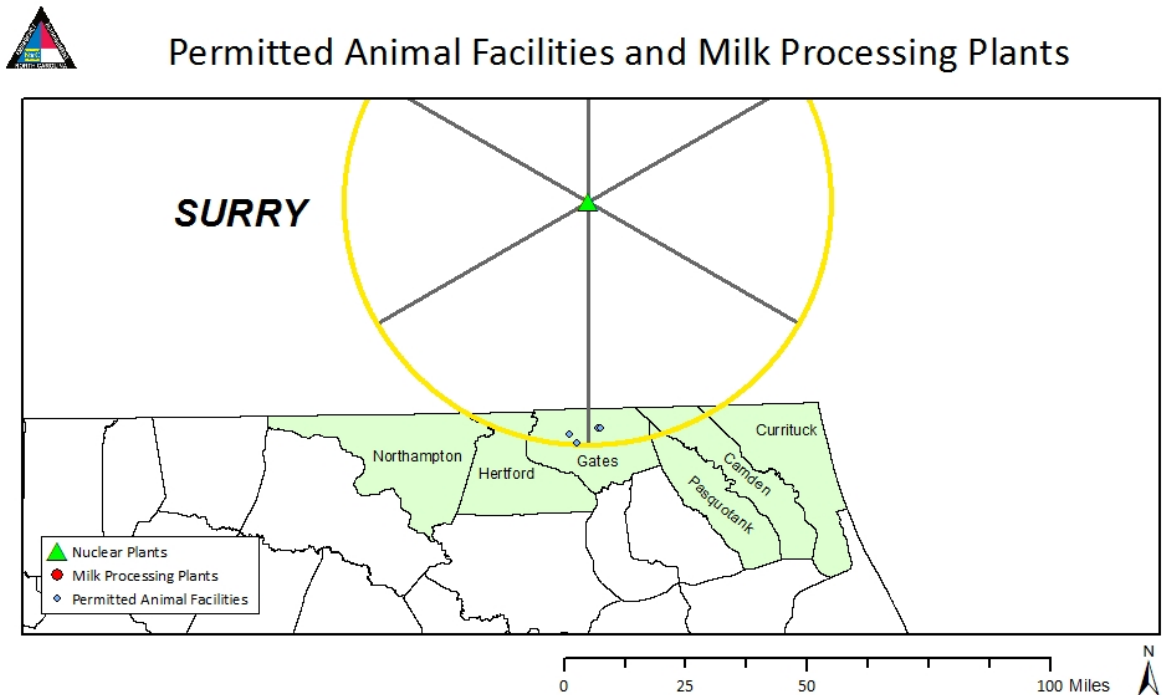 Permitted Animal Facilities and Milk Processing Plants
SURRY
Northampton
Hertford
Gates
Pasquotank
Camden
Currituck
Nuclear Plants
Milk Processing Plants
Permitted Animal Facilities
N
0 25 50 100 Miles